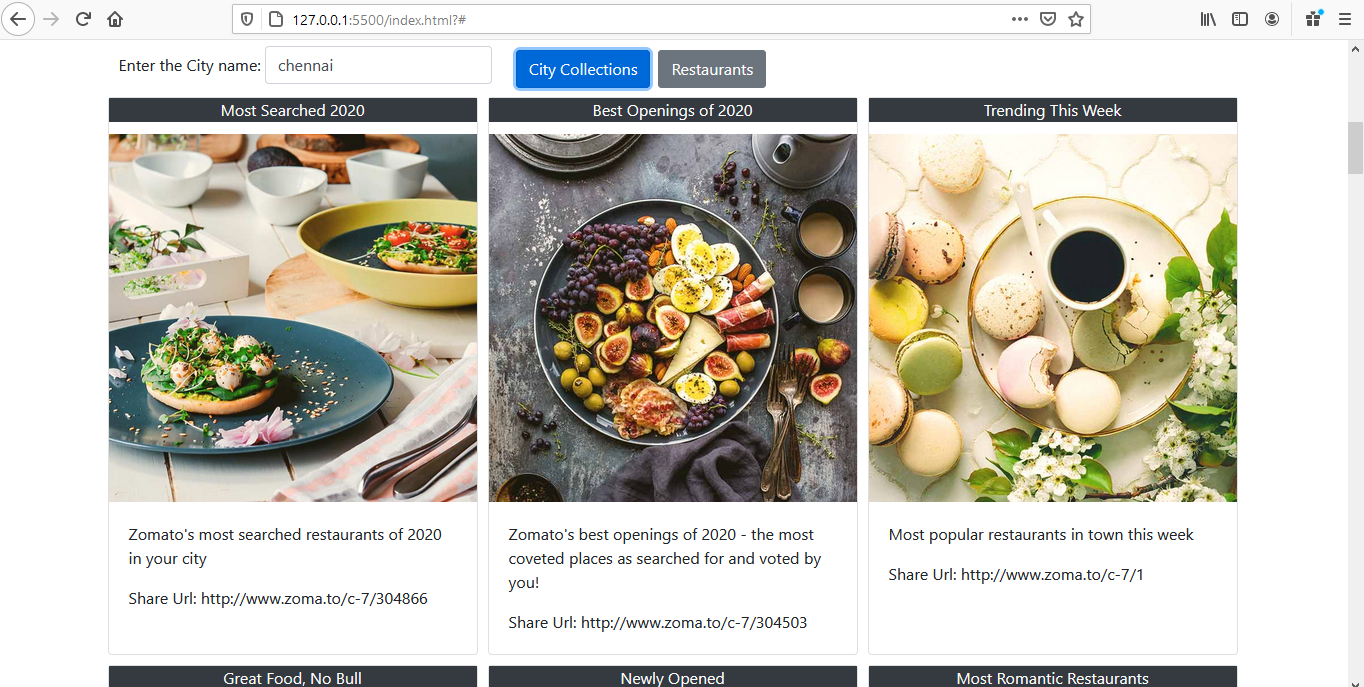 127.0.0.1:5500/index.html?#
Enter the City name: chennai City Collections Restaurants
Most Searched 2020
Zomato's most searched restaurants of 2020
in your city
Share Url: http://www.zoma.to/c-7/304866
Best Openings of 2020
Zomato's best openings of 2020 - the most
coveted places as searched for and voted by
you!
Share Url: http://www.zoma.to/c-7/304503
Trending This Week
Most popular restaurants in town this week
Share Url: http://www.zoma.to/c-7/1
Great Food, No Bull
Newly Opened
Most Romantic Restaurants